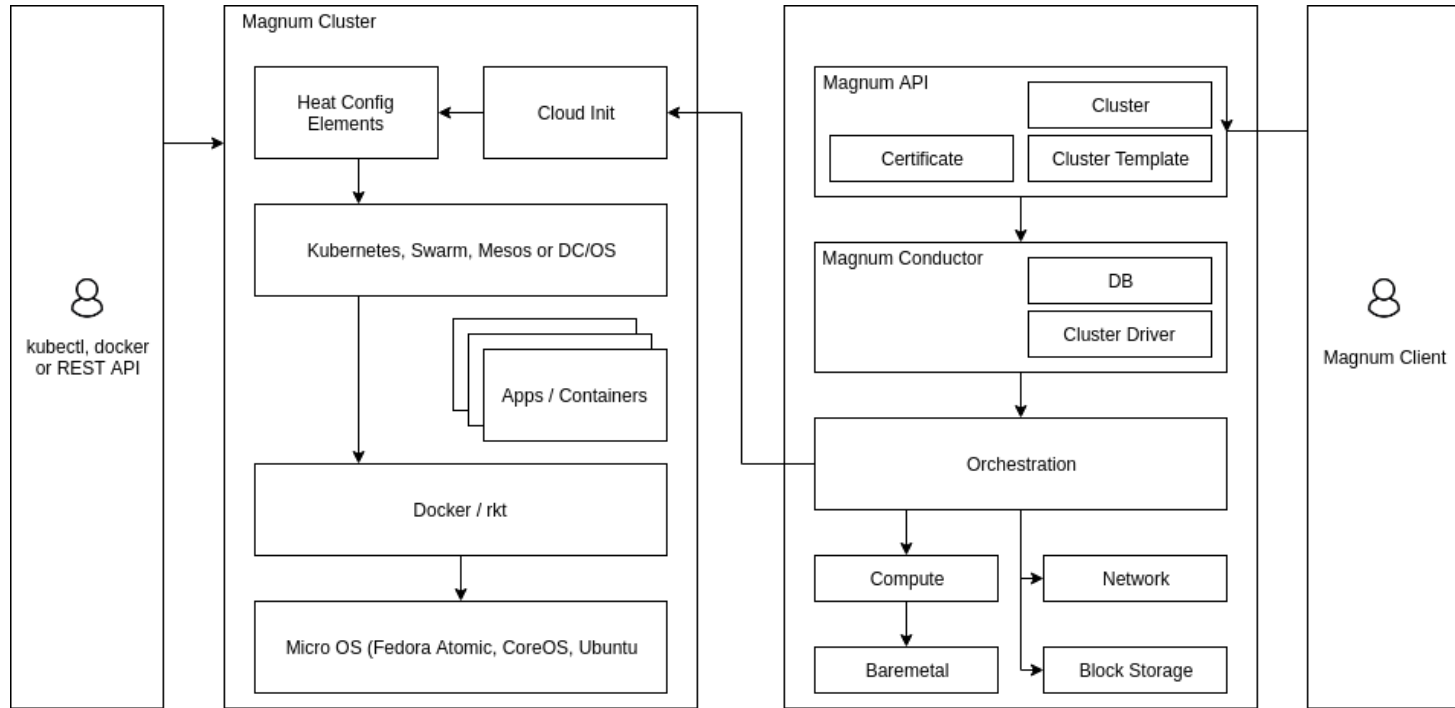 kubectl, docker
or REST API
Magnum Cluster
Heat Config
Elements
Cloud Init
Kubernetes, Swarm, Mesos or DC/OS
Apps / Containers
Docker / rkt
Micro OS (Fedora Atomic, CoreOS, Ubuntu
Magnum API
Cluster
Certificate
Cluster Template
Magnum Conductor
DB
Cluster Driver
Orchestration
Compute
Network
Baremetal
Block Storage
Magnum Client